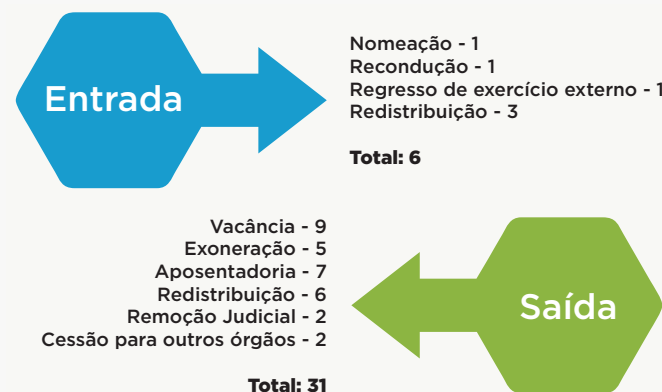 Entrada
Nomeação - 1
Recondução - 1
Regresso de exercício externo - 1
Redistribuição - 3
Total: 6
Vacância - 9
Exoneração - 5
Aposentadoria - 7
Redistribuição - 6
Remoção Judicial - 2
Cessão para outros órgãos - 2
Total: 31
Saída